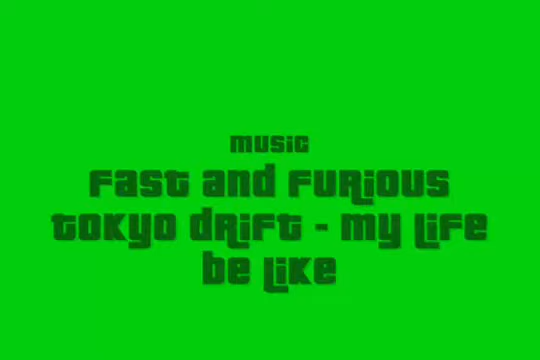 music
fast and furious
tokyo drift - my life
be like